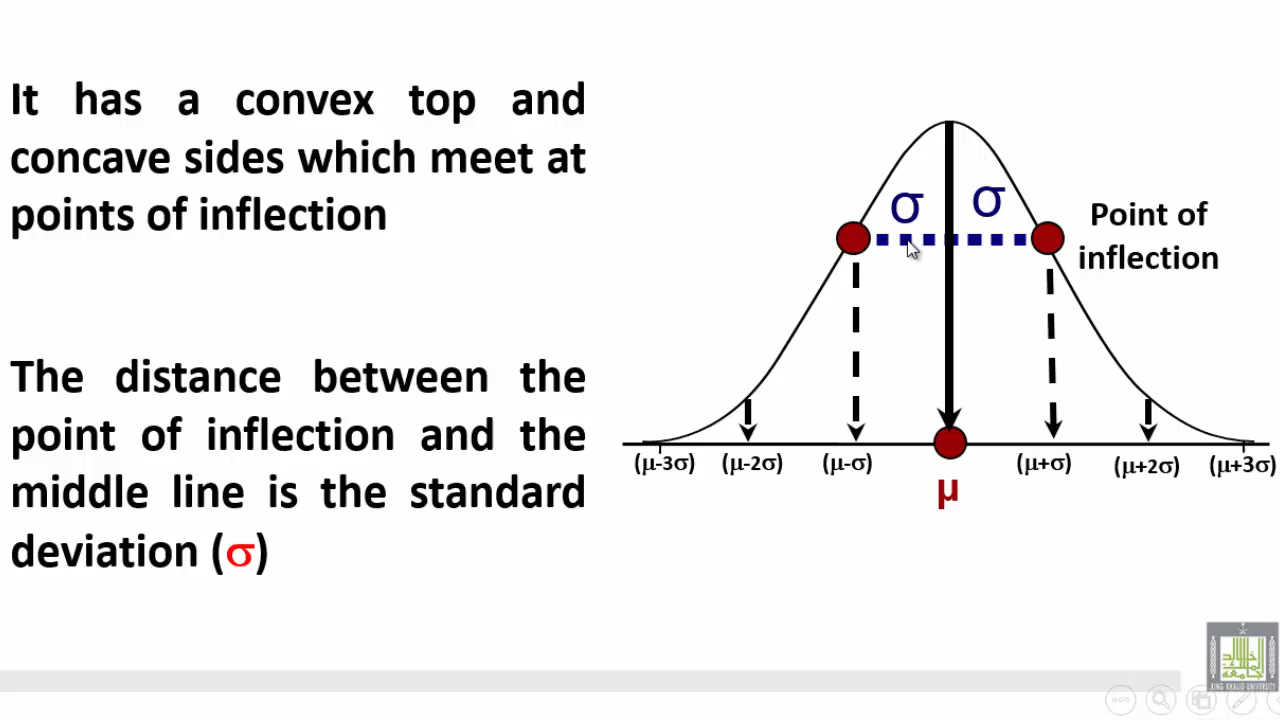 It has a convex top and
concave sides which meet at
points of inflection
The distance between the
point of inflection and the
middle line is the standard
deviation (σ)
σ σ
Point of
inflection
(μ-3σ) (μ-2σ) (μ-σ) (μ+σ) (μ+2σ) (μ+3σ)
μ
KING KHALID UNIVERSITY